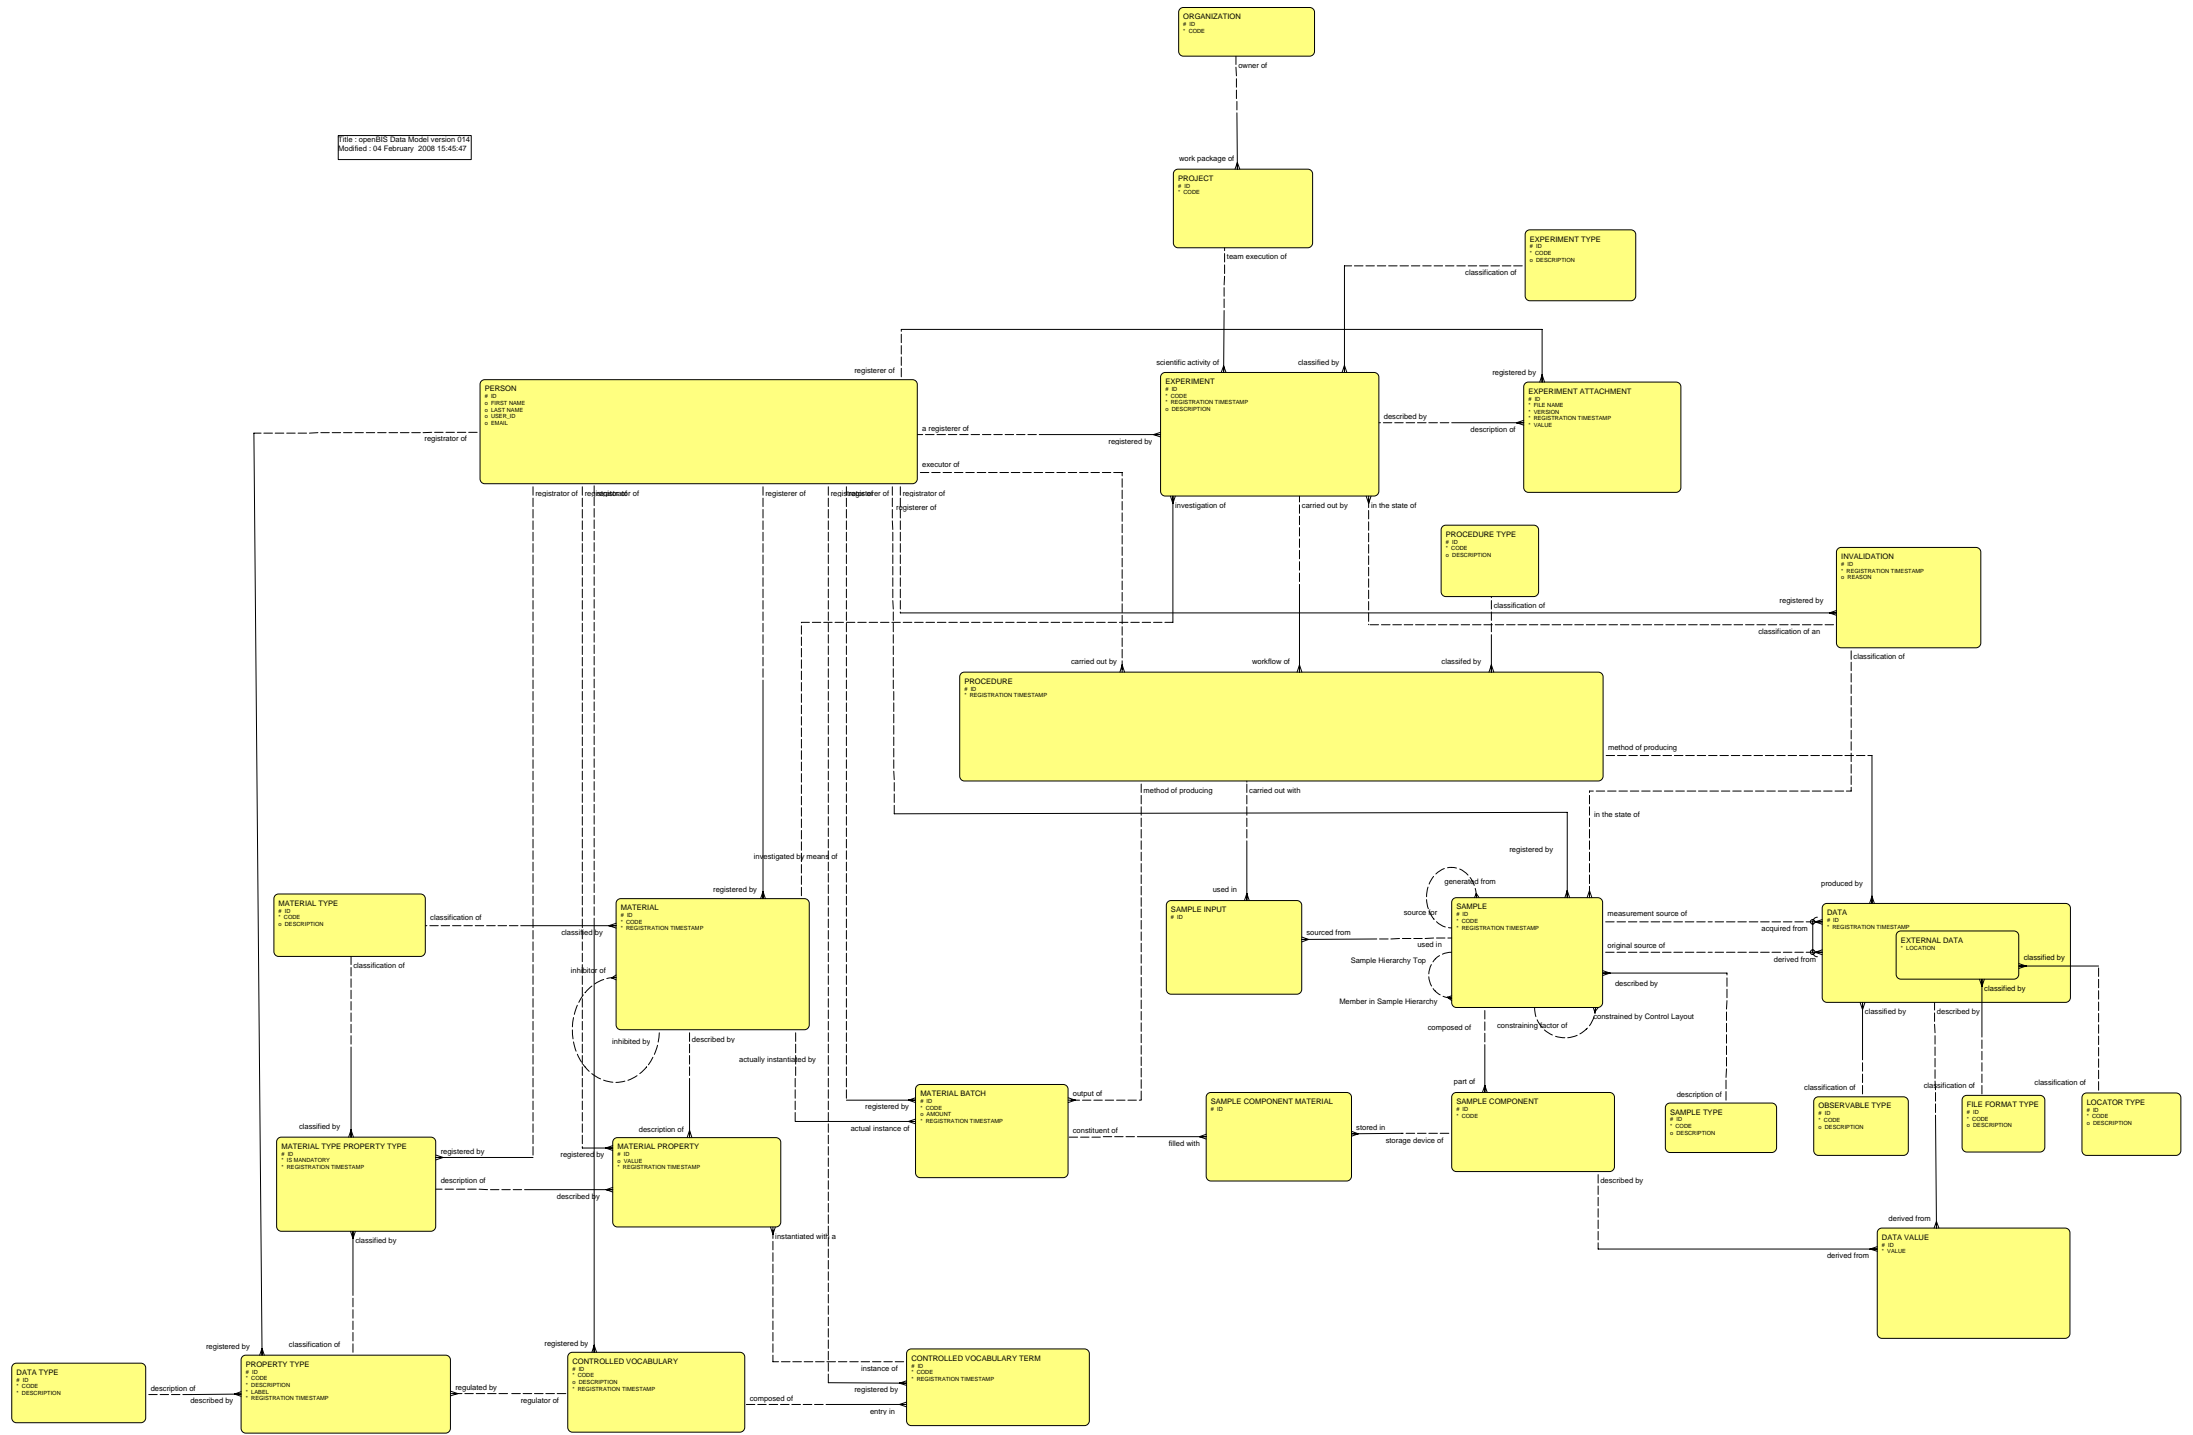 ORGANIZATION
# ID
* CODE
owner of
Title : openBIS Data Model version 014
Modified : 04 February 2008 15:45:47
work package of
PROJECT
# ID
* CODE
team execution of
EXPERIMENT TYPE
# ID
* CODE
o DESCRIPTION
classification of
scientific activity of
classified by
registerer of
registered by
PERSON
# ID
o FIRST NAME
o LAST NAME
o USER_ID
o EMAIL
registrator of
a registerer of
registered by
executor of
EXPERIMENT
# ID
* CODE
* REGISTRATION TIMESTAMP
o DESCRIPTION
described by
description of
EXPERIMENT ATTACHMENT
# ID
* FILE NAME
* VERSION
* REGISTRATION TIMESTAMP
* VALUE
registrator of
registrator of
registrator of
registerer of
registrator of
registerer of
registrator of
registerer of
investigation of
carried out by
in the state of
PROCEDURE TYPE
# ID
* CODE
o DESCRIPTION
classification of
INVALIDATION
# ID
* REGISTRATION TIMESTAMP
o REASON
registered by
classification of an
classification of
carried out by
workflow of
classifed by
PROCEDURE
# ID
* REGISTRATION TIMESTAMP
method of producing
method of producing
carried out with
in the state of
investigated by means of
registered by
registered by
used in
generated from
produced by
MATERIAL TYPE
# ID
* CODE
o DESCRIPTION
classification of
classified by
classification of
MATERIAL
# ID
* CODE
* REGISTRATION TIMESTAMP
inhibitor of
inhibited by
described by
actually instantiated by
SAMPLE INPUT
# ID
sourced from
used in
source for
SAMPLE
# ID
* CODE
* REGISTRATION TIMESTAMP
Sample Hierarchy Top
Member in Sample Hierarchy
measurement source of
acquired from
original source of
derived from
described by
composed of
constraining factor of
constrained by Control Layout
DATA
# ID
* REGISTRATION TIMESTAMP
EXTERNAL DATA
* LOCATION
classified by
classified by
classified by
described by
classified by
description of
registered by
output of
actual instance of
MATERIAL BATCH
# ID
* CODE
o AMOUNT
* REGISTRATION TIMESTAMP
constituent of
filled with
SAMPLE COMPONENT MATERIAL
# ID
stored in
storage device of
part of
SAMPLE COMPONENT
# ID
* CODE
described by
description of
SAMPLE TYPE
# ID
* CODE
o DESCRIPTION
classification of
OBSERVABLE TYPE
# ID
* CODE
o DESCRIPTION
classification of
FILE FORMAT TYPE
# ID
* CODE
o DESCRIPTION
classification of
LOCATOR TYPE
# ID
* CODE
o DESCRIPTION
MATERIAL TYPE PROPERTY TYPE
# ID
* IS MANDATORY
* REGISTRATION TIMESTAMP
registered by
description of
described by
registered by
MATERIAL PROPERTY
# ID
o VALUE
* REGISTRATION TIMESTAMP
classified by
instantiated with a
derived from
derived from
DATA VALUE
# ID
* VALUE
registered by
classification of
registered by
DATA TYPE
# ID
* CODE
* DESCRIPTION
description of
described by
PROPERTY TYPE
# ID
* CODE
* DESCRIPTION
* LABEL
* REGISTRATION TIMESTAMP
regulated by
regulator of
CONTROLLED VOCABULARY
# ID
* CODE
o DESCRIPTION
* REGISTRATION TIMESTAMP
composed of
entry in
instance of
registered by
CONTROLLED VOCABULARY TERM
# ID
* CODE
* REGISTRATION TIMESTAMP